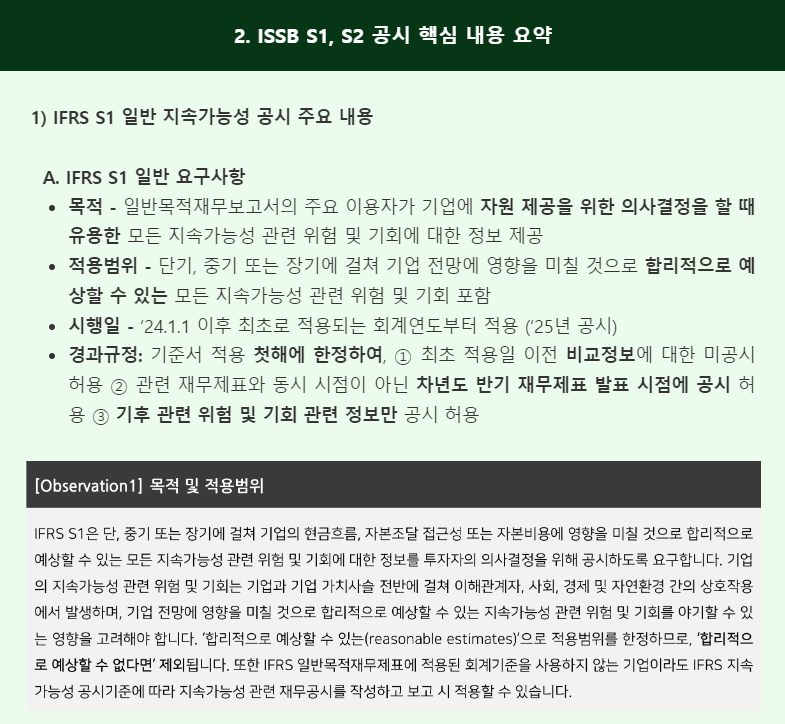 2. ISSB S1, S2 공시 핵심 내용 요약
1) IFRS S1 일반 지속가능성 공시 주요 내용
A. IFRS S1 일반 요구사항
• 목적 - 일반목적재무보고서의 주요 이용자가 기업에 자원 제공을 위한 의사결정을 할 때
유용한 모든 지속가능성 관련 위험 및 기회에 대한 정보 제공
• 적용범위 - 단기, 중기 또는 장기에 걸쳐 기업 전망에 영향을 미칠 것으로 합리적으로 예
상할 수 있는 모든 지속가능성 관련 위험 및 기회 포함
• 시행일 - ‘24.1.1 이후 최초로 적용되는 회계연도부터 적용 (’25년 공시)
• 경과규정: 기준서 적용 첫해에 한정하여, ① 최초 적용일 이전 비교정보에 대한 미공시
허용 ② 관련 재무제표와 동시 시점이 아닌 차년도 반기 재무제표 발표 시점에 공시 허
용 ③ 기후 관련 위험 및 기회 관련 정보만 공시 허용
[Observation1] 목적 및 적용범위
IFRS S1은 단, 중기 또는 장기에 걸쳐 기업의 현금흐름, 자본조달 접근성 또는 자본비용에 영향을 미칠 것으로 합리적으로
예상할 수 있는 모든 지속가능성 관련 위험 및 기회에 대한 정보를 투자자의 의사결정을 위해 공시하도록 요구합니다. 기업
의 지속가능성 관련 위험 및 기회는 기업과 기업 가치사슬 전반에 걸쳐 이해관계자, 사회, 경제 및 자연환경 간의 상호작용
에서 발생하며, 기업 전망에 영향을 미칠 것으로 합리적으로 예상할 수 있는 지속가능성 관련 위험 및 기회를 야기할 수 있
는 영향을 고려해야 합니다. ‘합리적으로 예상할 수 있는(reasonable estimates)’으로 적용범위를 한정하므로, ‘합리적으
로 예상할 수 없다면’ 제외됩니다. 또한 IFRS 일반목적재무제표에 적용된 회계기준을 사용하지 않는 기업이라도 IFRS 지속
가능성 공시기준에 따라 지속가능성 관련 재무공시를 작성하고 보고 시 적용할 수 있습니다.